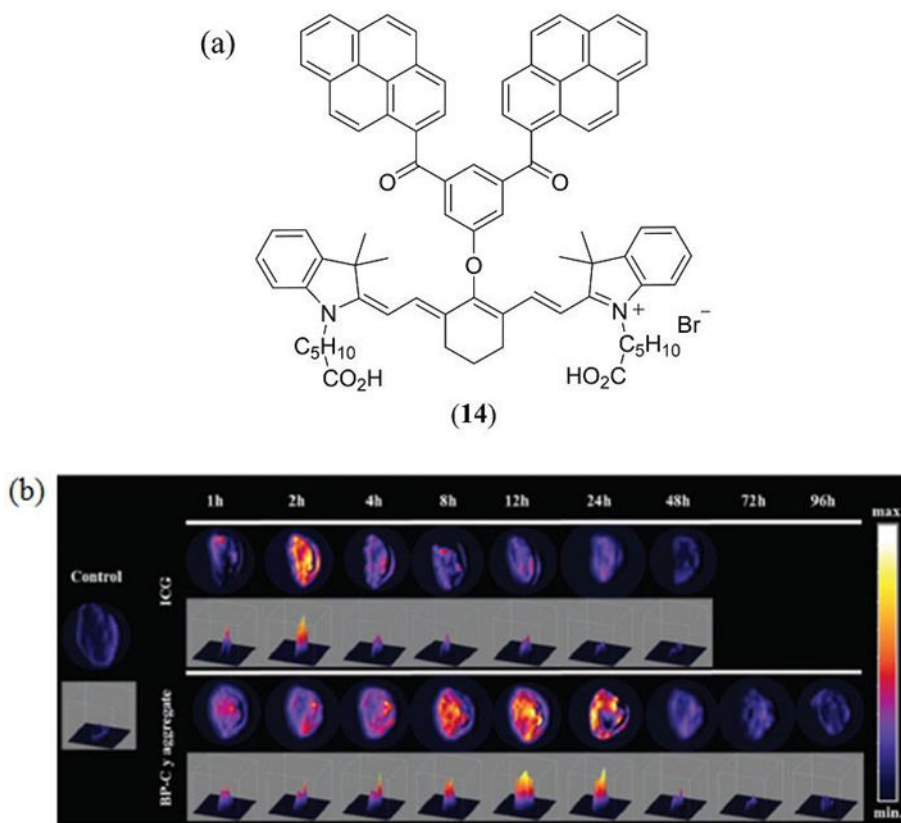 (a)
O
O
O
N
N
+
Br−
C5H10
C5H10
CO2H
HO2C
(14)
(b)
1h 2h 4h 8h 12h 24h 48h 72h 96h
max
Control
ICG
BP-C y aggregate
min.